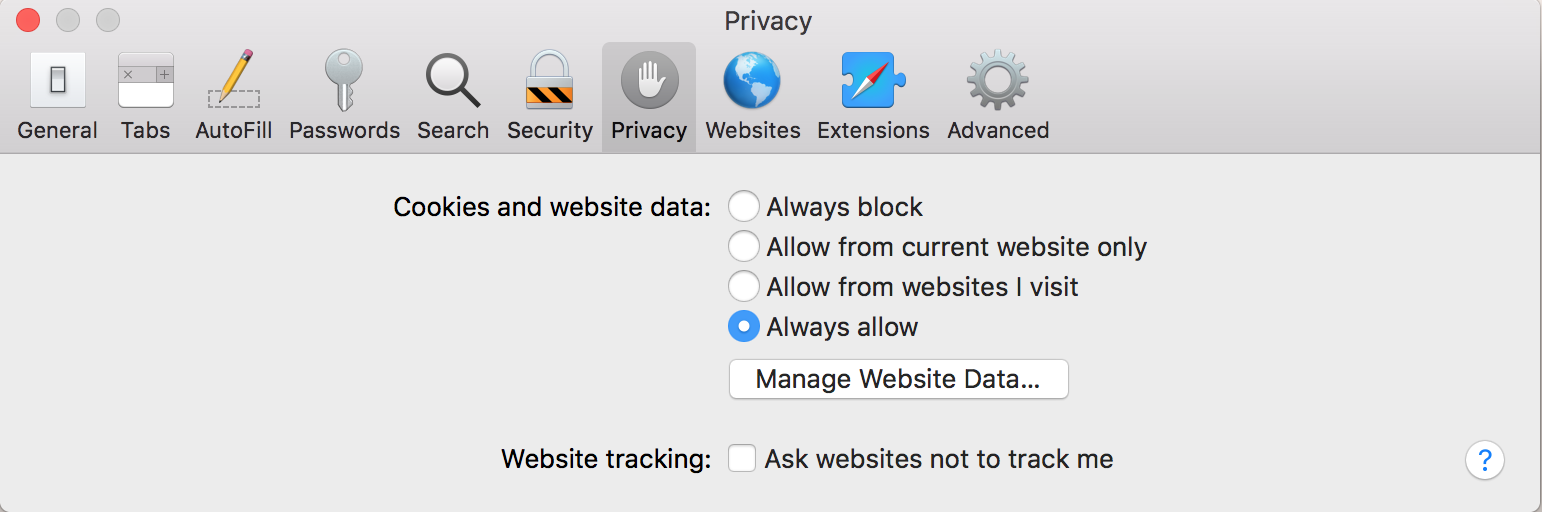 Privacy
General Tabs AutoFill Passwords Search Security Privacy Websites Extensions Advanced
Cookies and website data: Always block
Allow from current website only
Allow from websites I visit
Always allow
Manage Website Data...
Website tracking: Ask websites not to track me ?